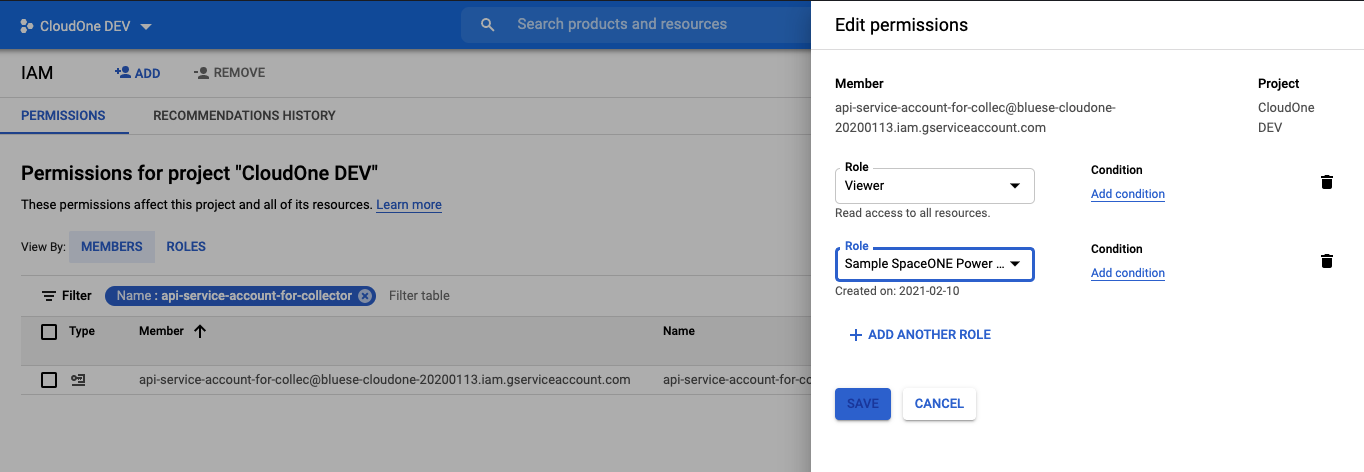 CloudOne DEV
Search products and resources
IAM
ADD
REMOVE
PERMISSIONS
RECOMMENDATIONS HISTORY
Permissions for project "CloudOne DEV"
These permissions affect this project and all of its resources. Learn more
View By: MEMBERS ROLES
Filter Name : api-service-account-for-collector Filter table
Type Member Name
api-service-account-for-collec@bluese-cloudone-20200113.iam.gserviceaccount.com api-service-account-for-co
Edit permissions
Member Project
api-service-account-for-collec@bluese-cloudone- CloudOne
20200113.iam.gserviceaccount.com DEV
Role Condition
Viewer Add condition
Read access to all resources.
Role Condition
Sample SpaceONE Power ... Add condition
Created on: 2021-02-10
ADD ANOTHER ROLE
SAVE CANCEL